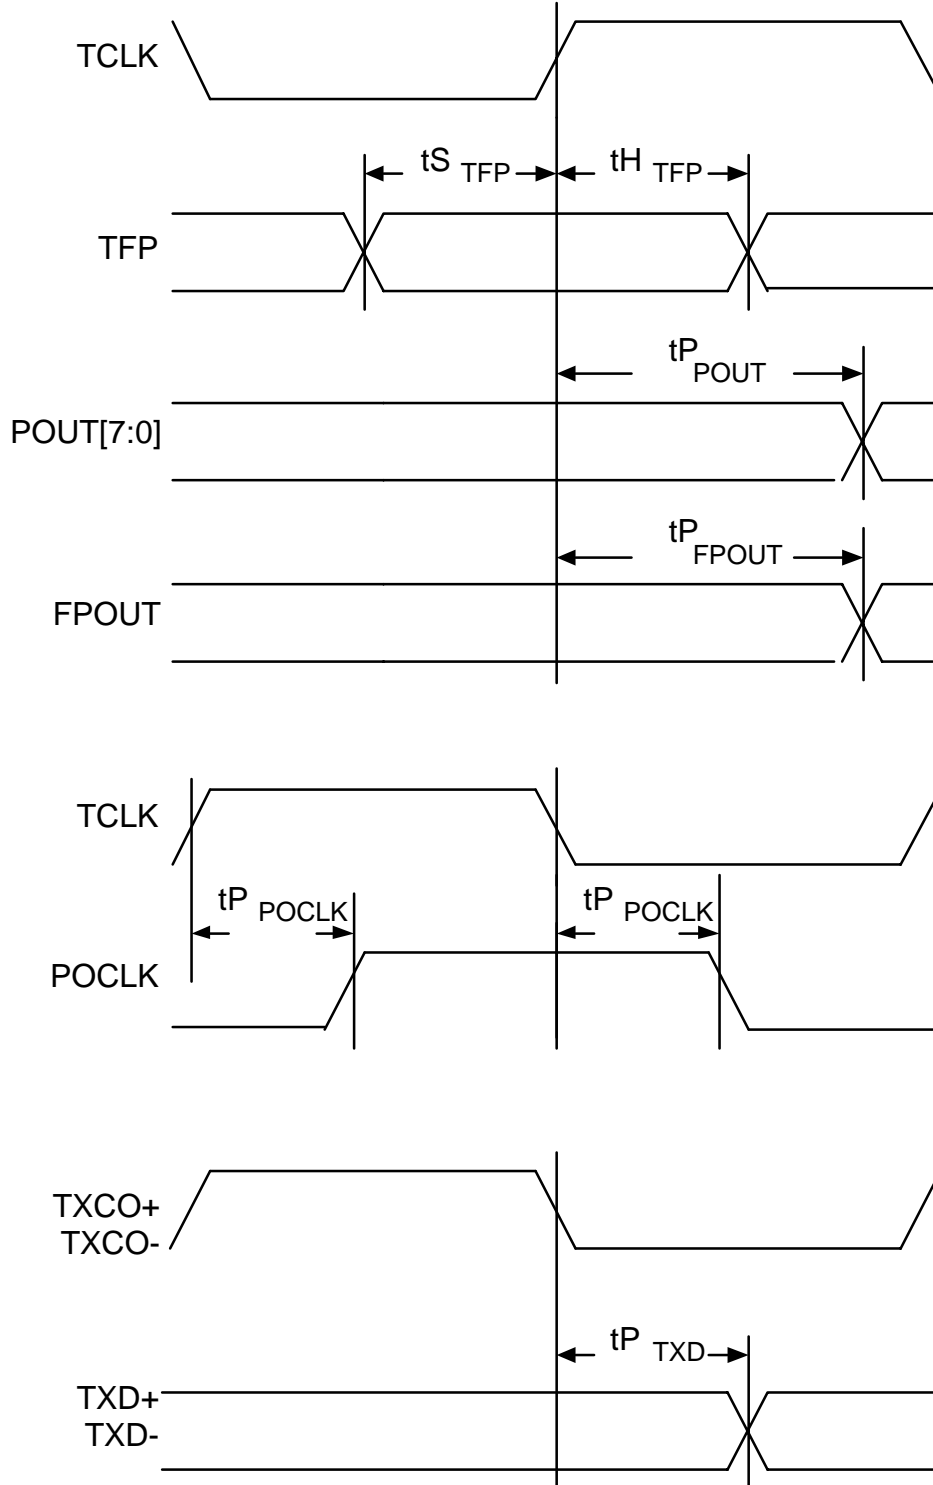 TCLK
tS TFP
tH TFP
TFP
tP POUT
POUT[7:0]
tP FPOUT
FPOUT
TCLK
tP POCLK
tP POCLK
POCLK
TXCO+
TXCO-
tP TXD
TXD+
TXD-